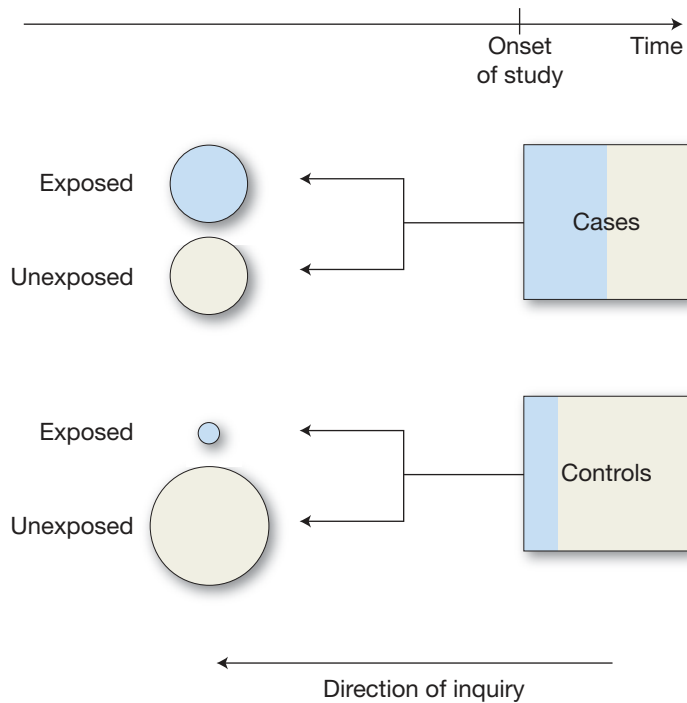 Onset
of study
Time
Exposed
Cases
Unexposed
Exposed
Controls
Unexposed
Direction of inquiry